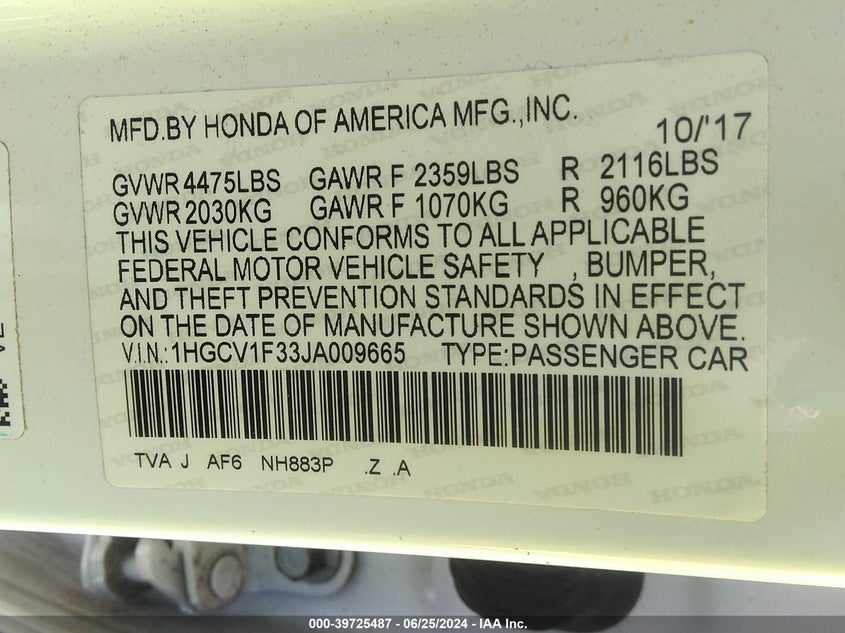 MFD.BY HONDA OF AMERICA MFG.,INC. 10/'17
GVWR 4475LBS GAWR F 2359LBS R 2116LBS
GVWR 2030KG GAWR F 1070KG R 960KG
THIS VEHICLE CONFORMS TO ALL APPLICABLE
FEDERAL MOTOR VEHICLE SAFETY , BUMPER,
AND THEFT PREVENTION STANDARDS IN EFFECT
ON THE DATE OF MANUFACTURE SHOWN ABOVE.
V.I.N.:1HGCV1F33JA009665 TYPE:PASSENGER CAR
TVA J AF6 NH883P .Z .A
000-39725487 - 06/25/2024 - IAA Inc.